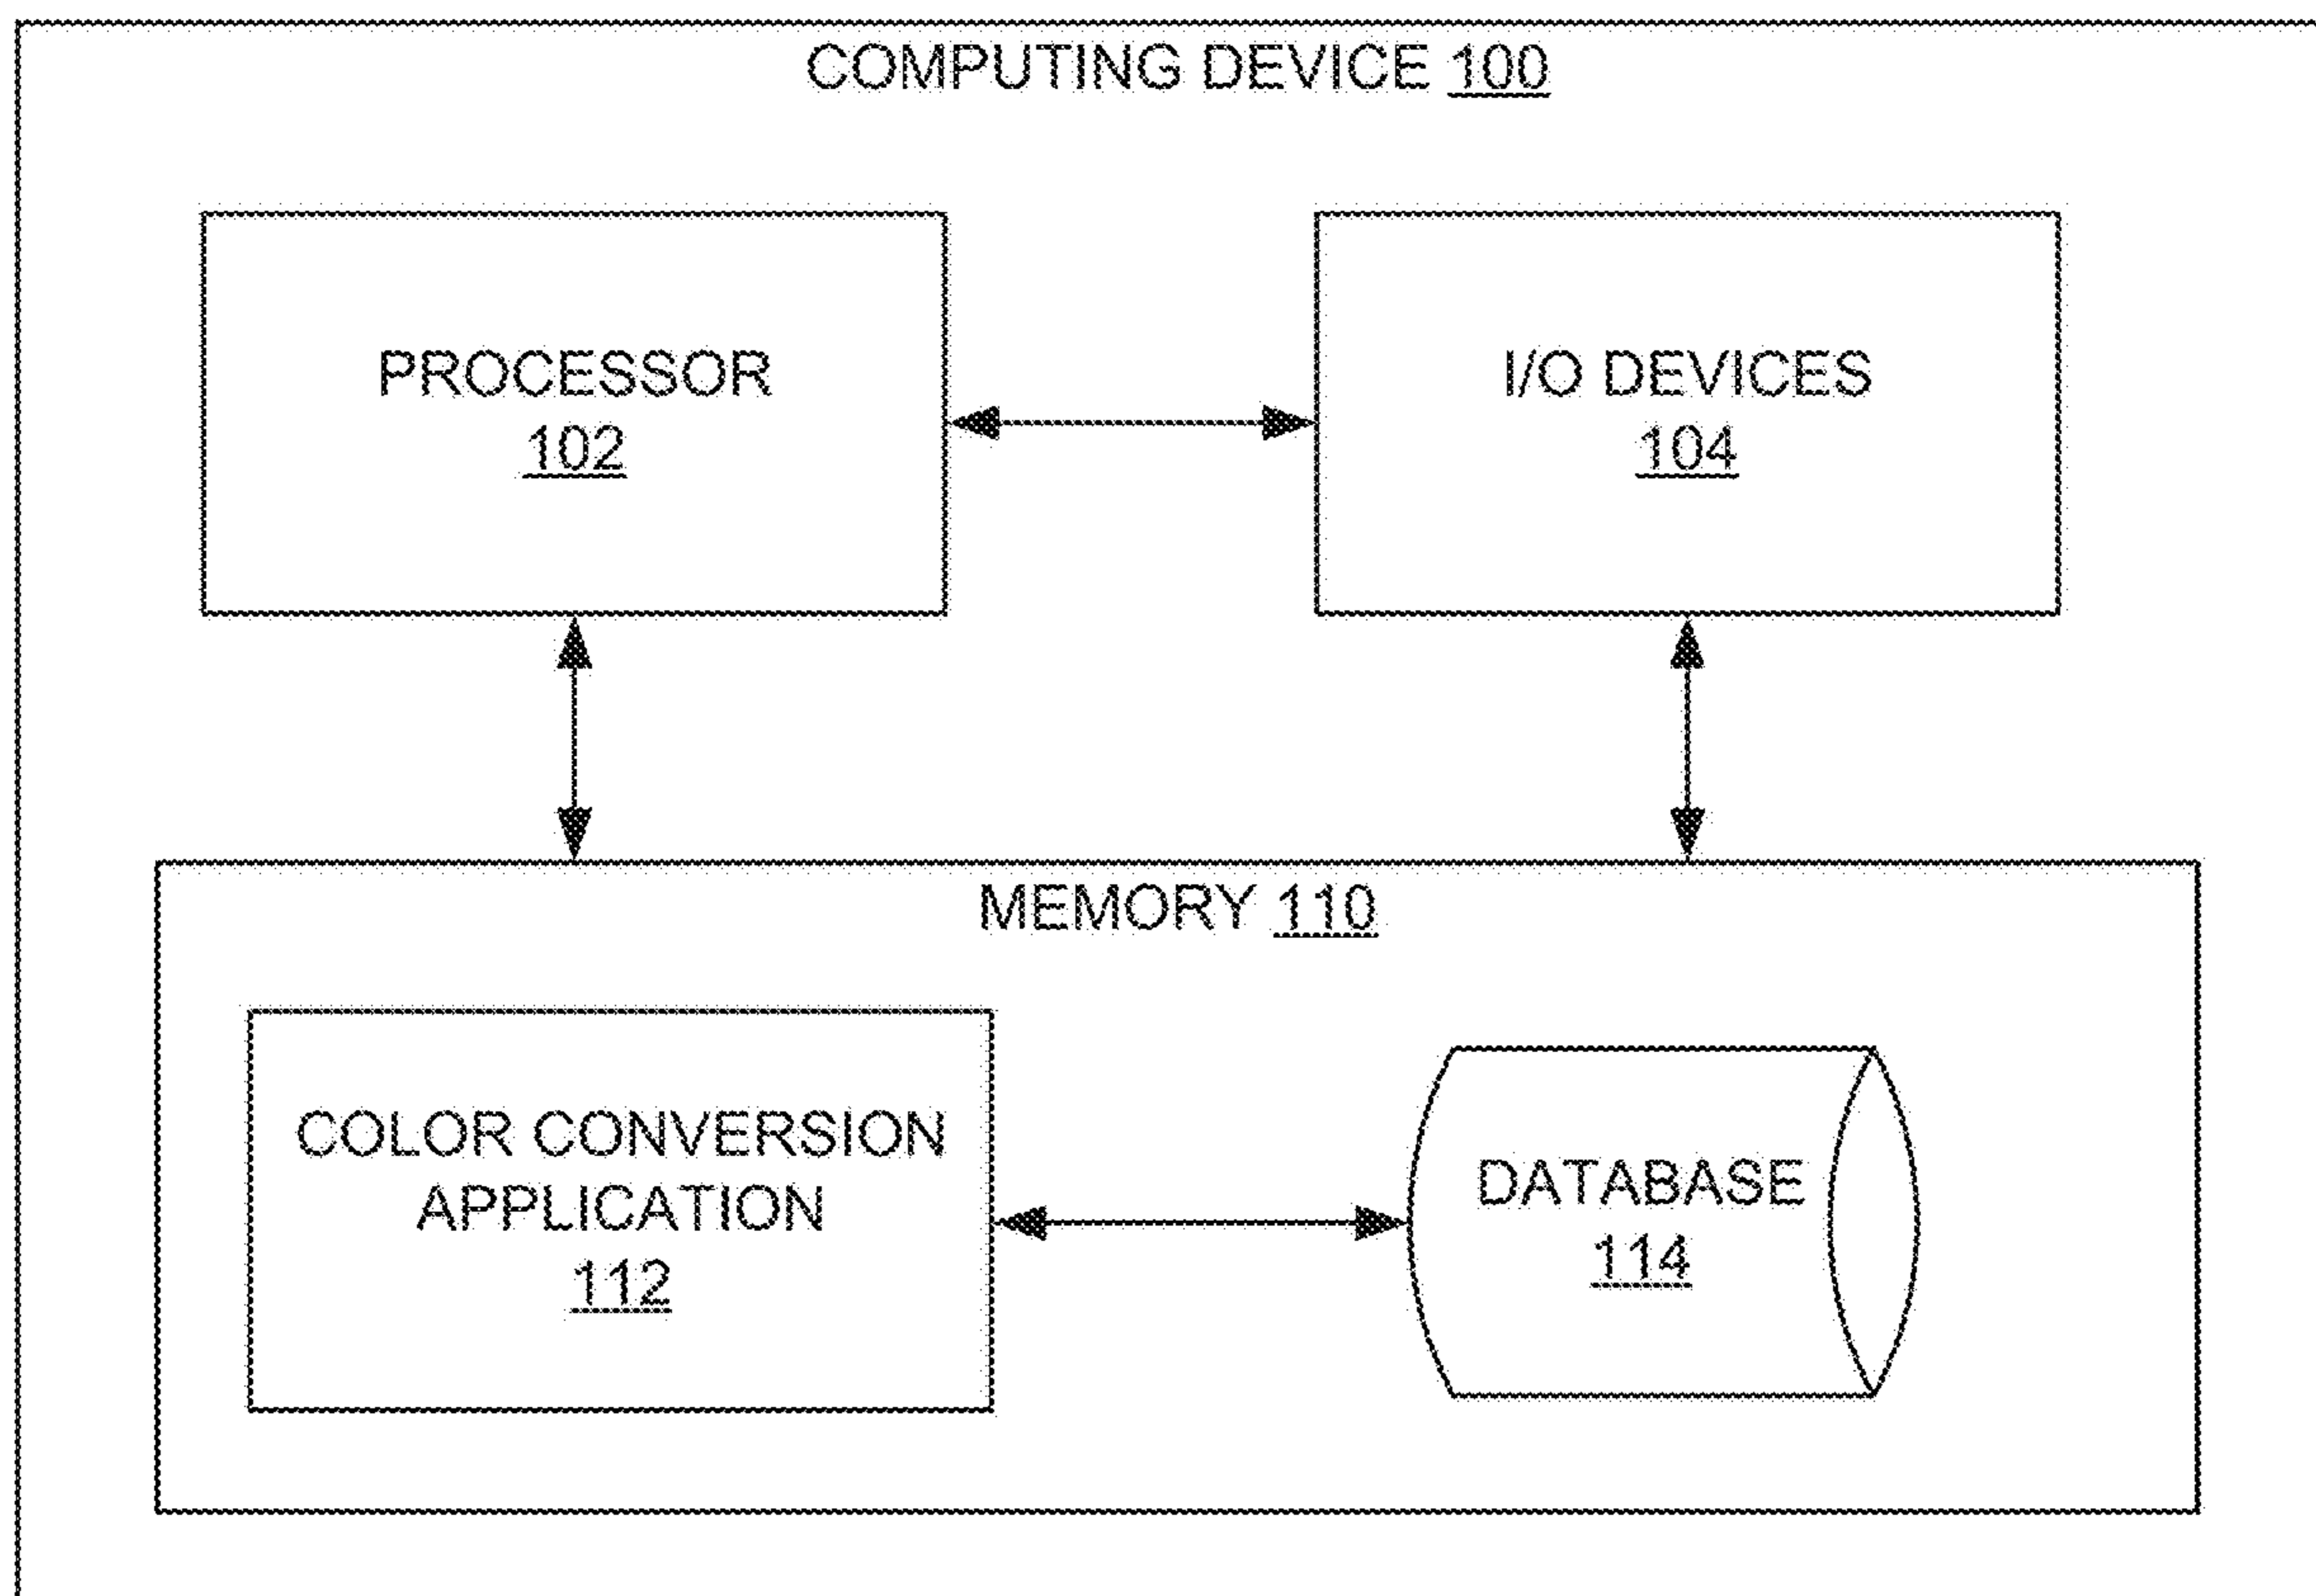 COMPUTING DEVICE 100
PROCESSOR
102
I/O DEVICES
104
MEMORY 110
COLOR CONVERSION
APPLICATION
112
DATABASE
114